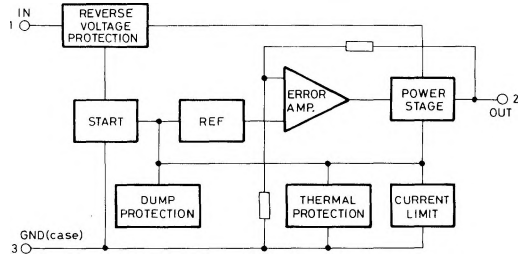 IN
1
REVERSE
VOLTAGE
PROTECTION
START
REF
ERROR
AMP.
POWER
STAGE
2
OUT
DUMP
PROTECTION
THERMAL
PROTECTION
CURRENT
LIMIT
GND(case)
3